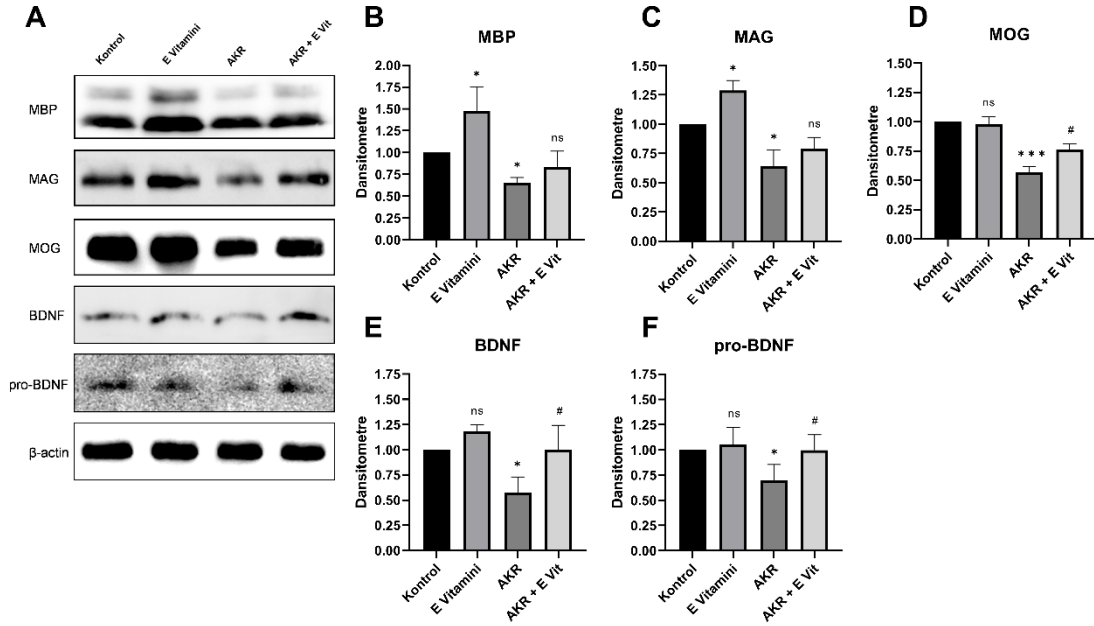 A
Kontrol
E Vitamini
AKR
AKR + E Vit
MBP
MAG
MOG
BDNF
pro-BDNF
β-actin
B
MBP
Dansitometre
2.00
1.75
1.50
1.25
1.00
0.75
0.50
0.25
0.00
*
*
ns
Kontrol
E Vitamini
AKR
AKR + E Vit
C
MAG
Dansitometre
1.50
1.25
1.00
0.75
0.50
0.25
0.00
*
*
ns
Kontrol
E Vitamini
AKR
AKR + E Vit
D
MOG
Dansitometre
1.50
1.25
1.00
0.75
0.50
0.25
0.00
ns
***
#
Kontrol
E Vitamini
AKR
AKR + E Vit
E
BDNF
Dansitometre
1.75
1.50
1.25
1.00
0.75
0.50
0.25
0.00
ns
*
#
Kontrol
E Vitamini
AKR
AKR + E Vit
F
pro-BDNF
Dansitometre
1.75
1.50
1.25
1.00
0.75
0.50
0.25
0.00
ns
*
#
Kontrol
E Vitamini
AKR
AKR + E Vit